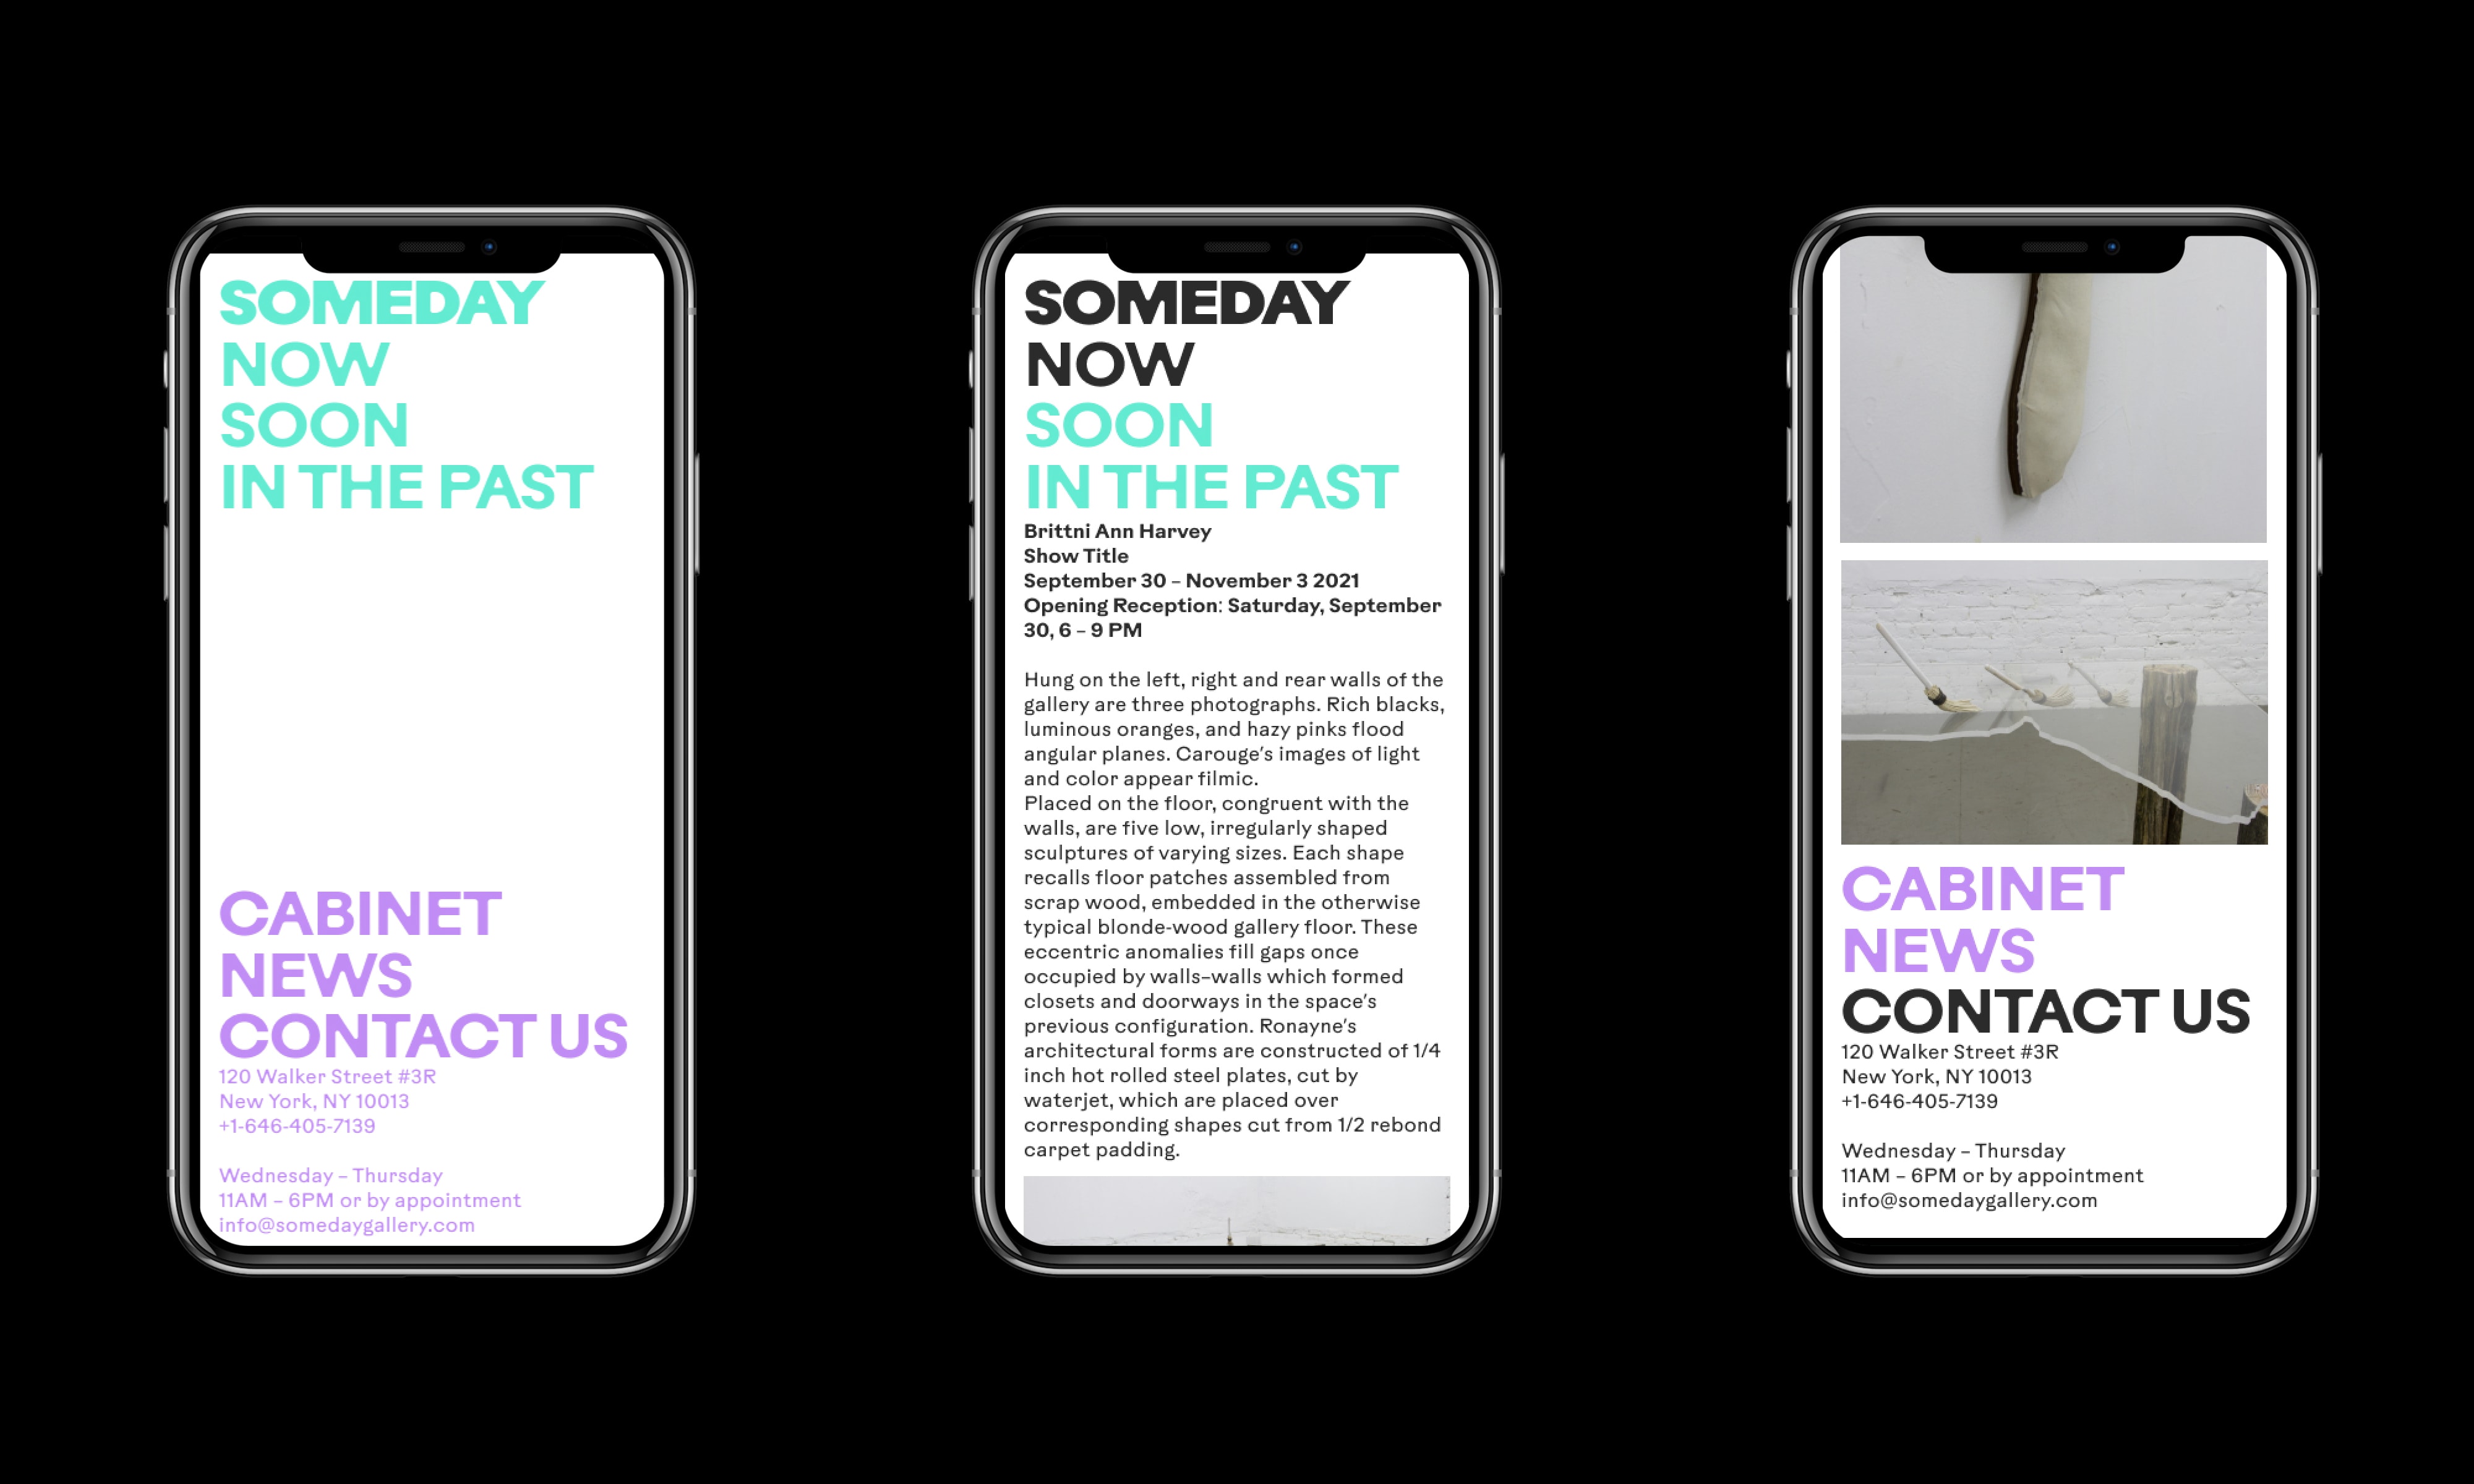 SOMEDAY
NOW
SOON
IN THE PAST
CABINET
NEWS
CONTACT US
120 Walker Street #3R
New York, NY 10013
+1-646-405-7139
Wednesday – Thursday
11AM – 6PM or by appointment
info@somedaygallery.com
SOMEDAY
NOW
SOON
IN THE PAST
Brittni Ann Harvey
Show Title
September 30 – November 3 2021
Opening Reception: Saturday, September
30, 6 – 9 PM
Hung on the left, right and rear walls of the
gallery are three photographs. Rich blacks,
luminous oranges, and hazy pinks flood
angular planes. Carouge's images of light
and color appear filmic.
Placed on the floor, congruent with the
walls, are five low, irregularly shaped
sculptures of varying sizes. Each shape
recalls floor patches assembled from
scrap wood, embedded in the otherwise
typical blonde-wood gallery floor. These
eccentric anomalies fill gaps once
occupied by walls–walls which formed
closets and doorways in the space's
previous configuration. Ronayne's
architectural forms are constructed of 1/4
inch hot rolled steel plates, cut by
waterjet, which are placed over
corresponding shapes cut from 1/2 rebond
carpet padding.
CABINET
NEWS
CONTACT US
120 Walker Street #3R
New York, NY 10013
+1-646-405-7139
Wednesday – Thursday
11AM – 6PM or by appointment
info@somedaygallery.com